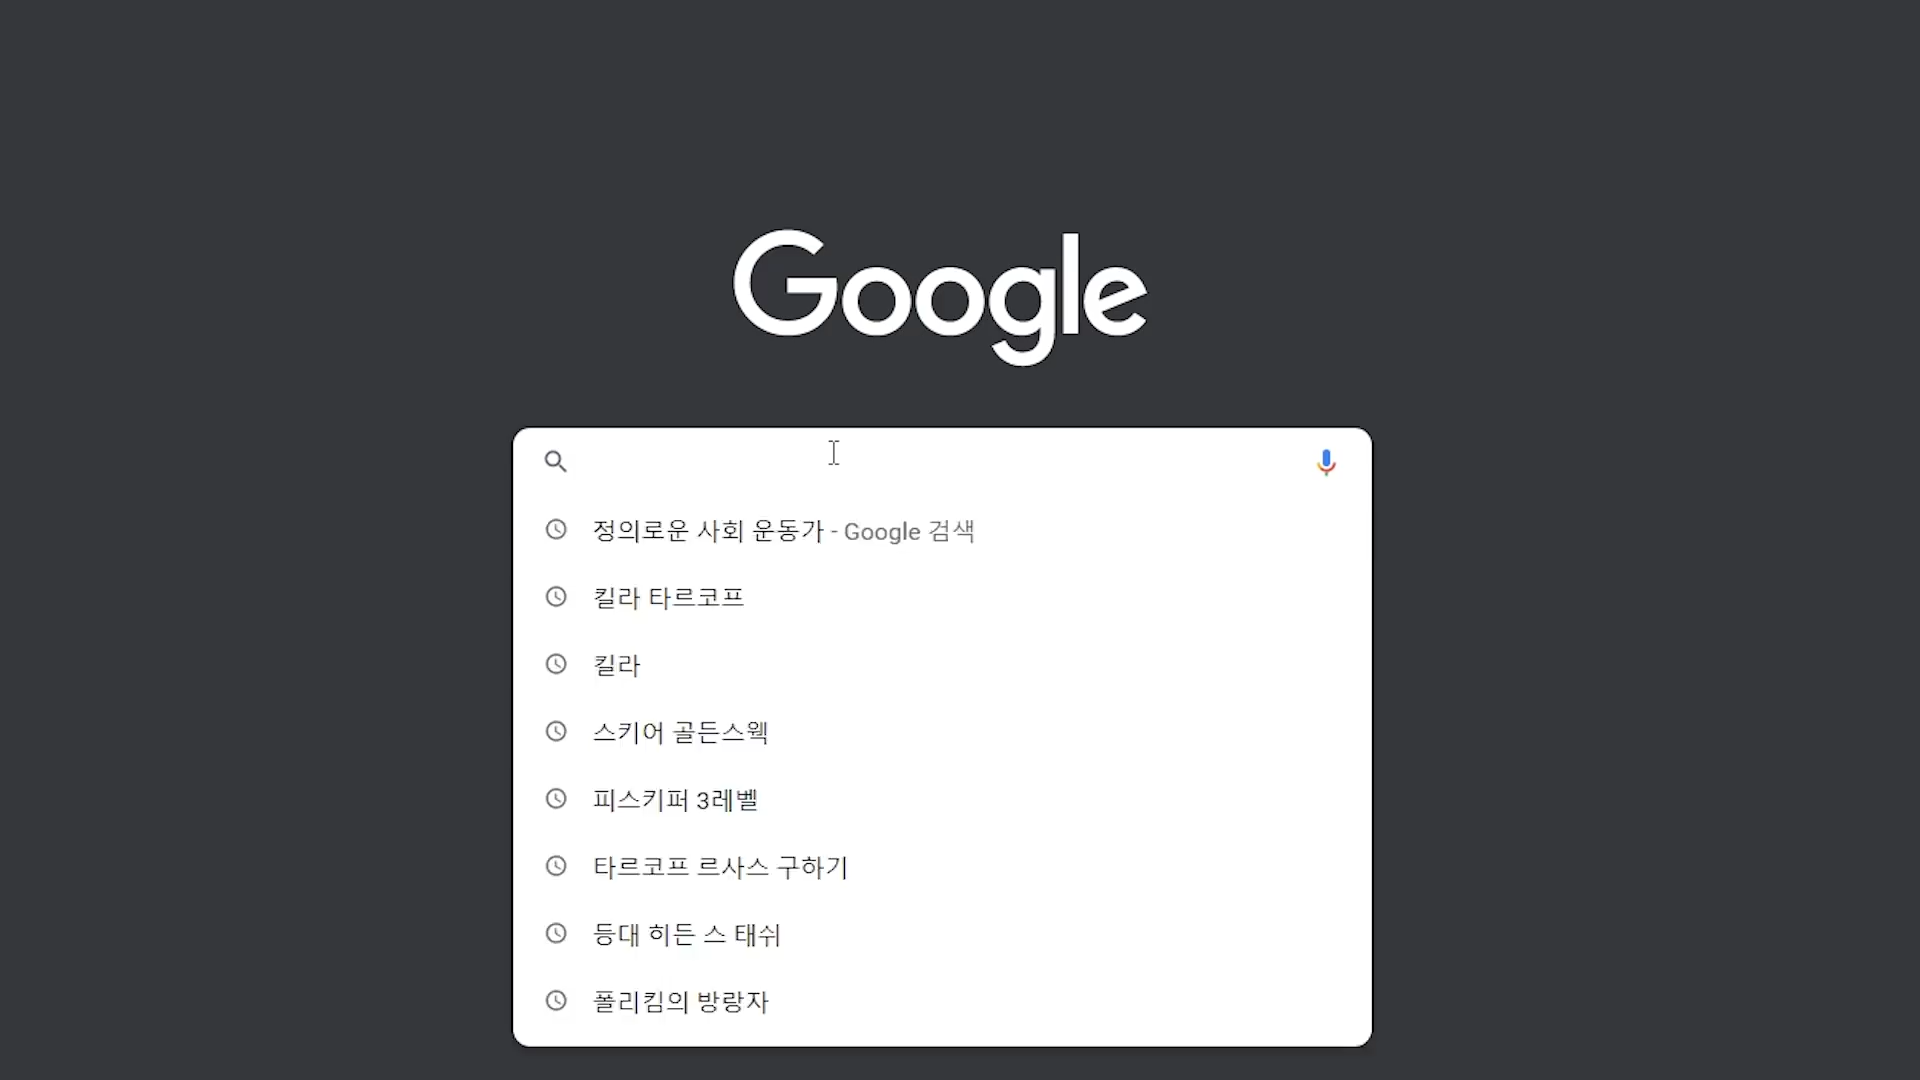 Google
정의로운 사회 운동가 - Google 검색
킬라 타르코프
킬라
스키어 골든스웩
피스키퍼 3레벨
타르코프 르사스 구하기
등대 히든 스 태쉬
폴리킴의 방랑자